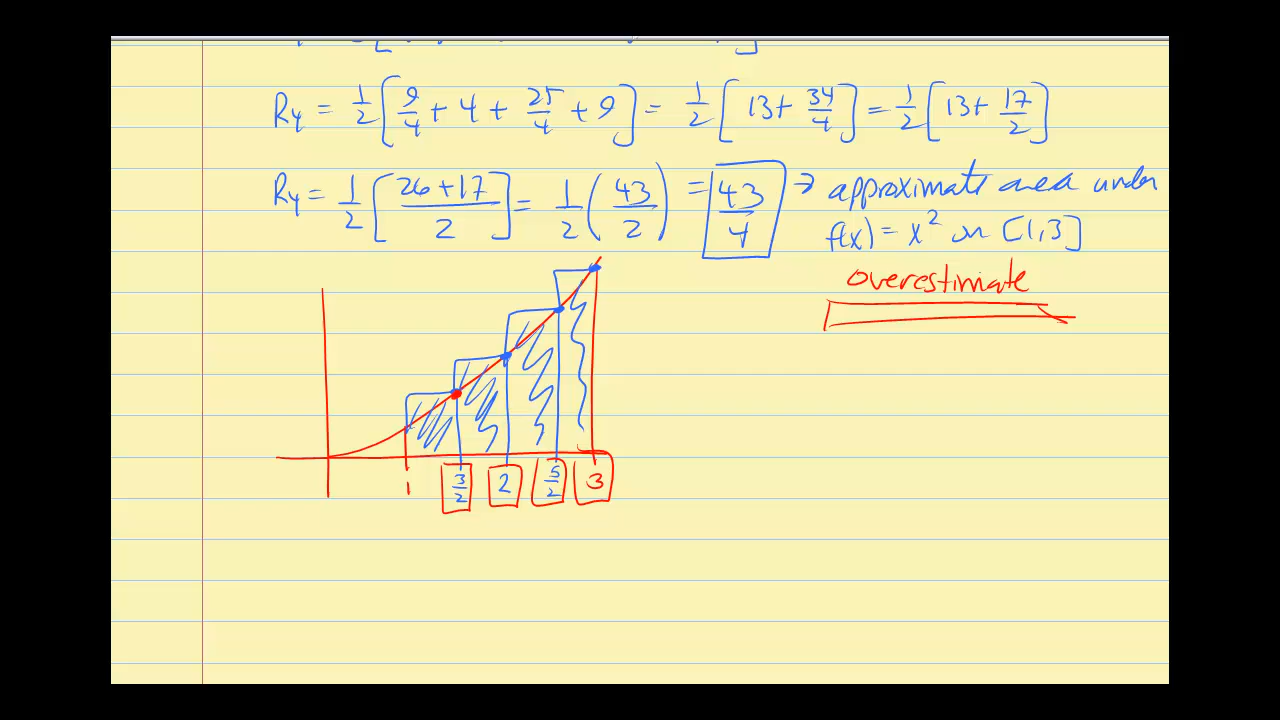 R4 = 1/2 [9/4 + 4 + 25/4 + 9] = 1/2 [13 + 34/4] = 1/2 [13 + 17/2]
R4 = 1/2 [26+17/2] = 1/2 (43/2) = 43/4 → approximate area under
f(x) = x² on [1,3]
overestimate
1 3/2 2 5/2 3